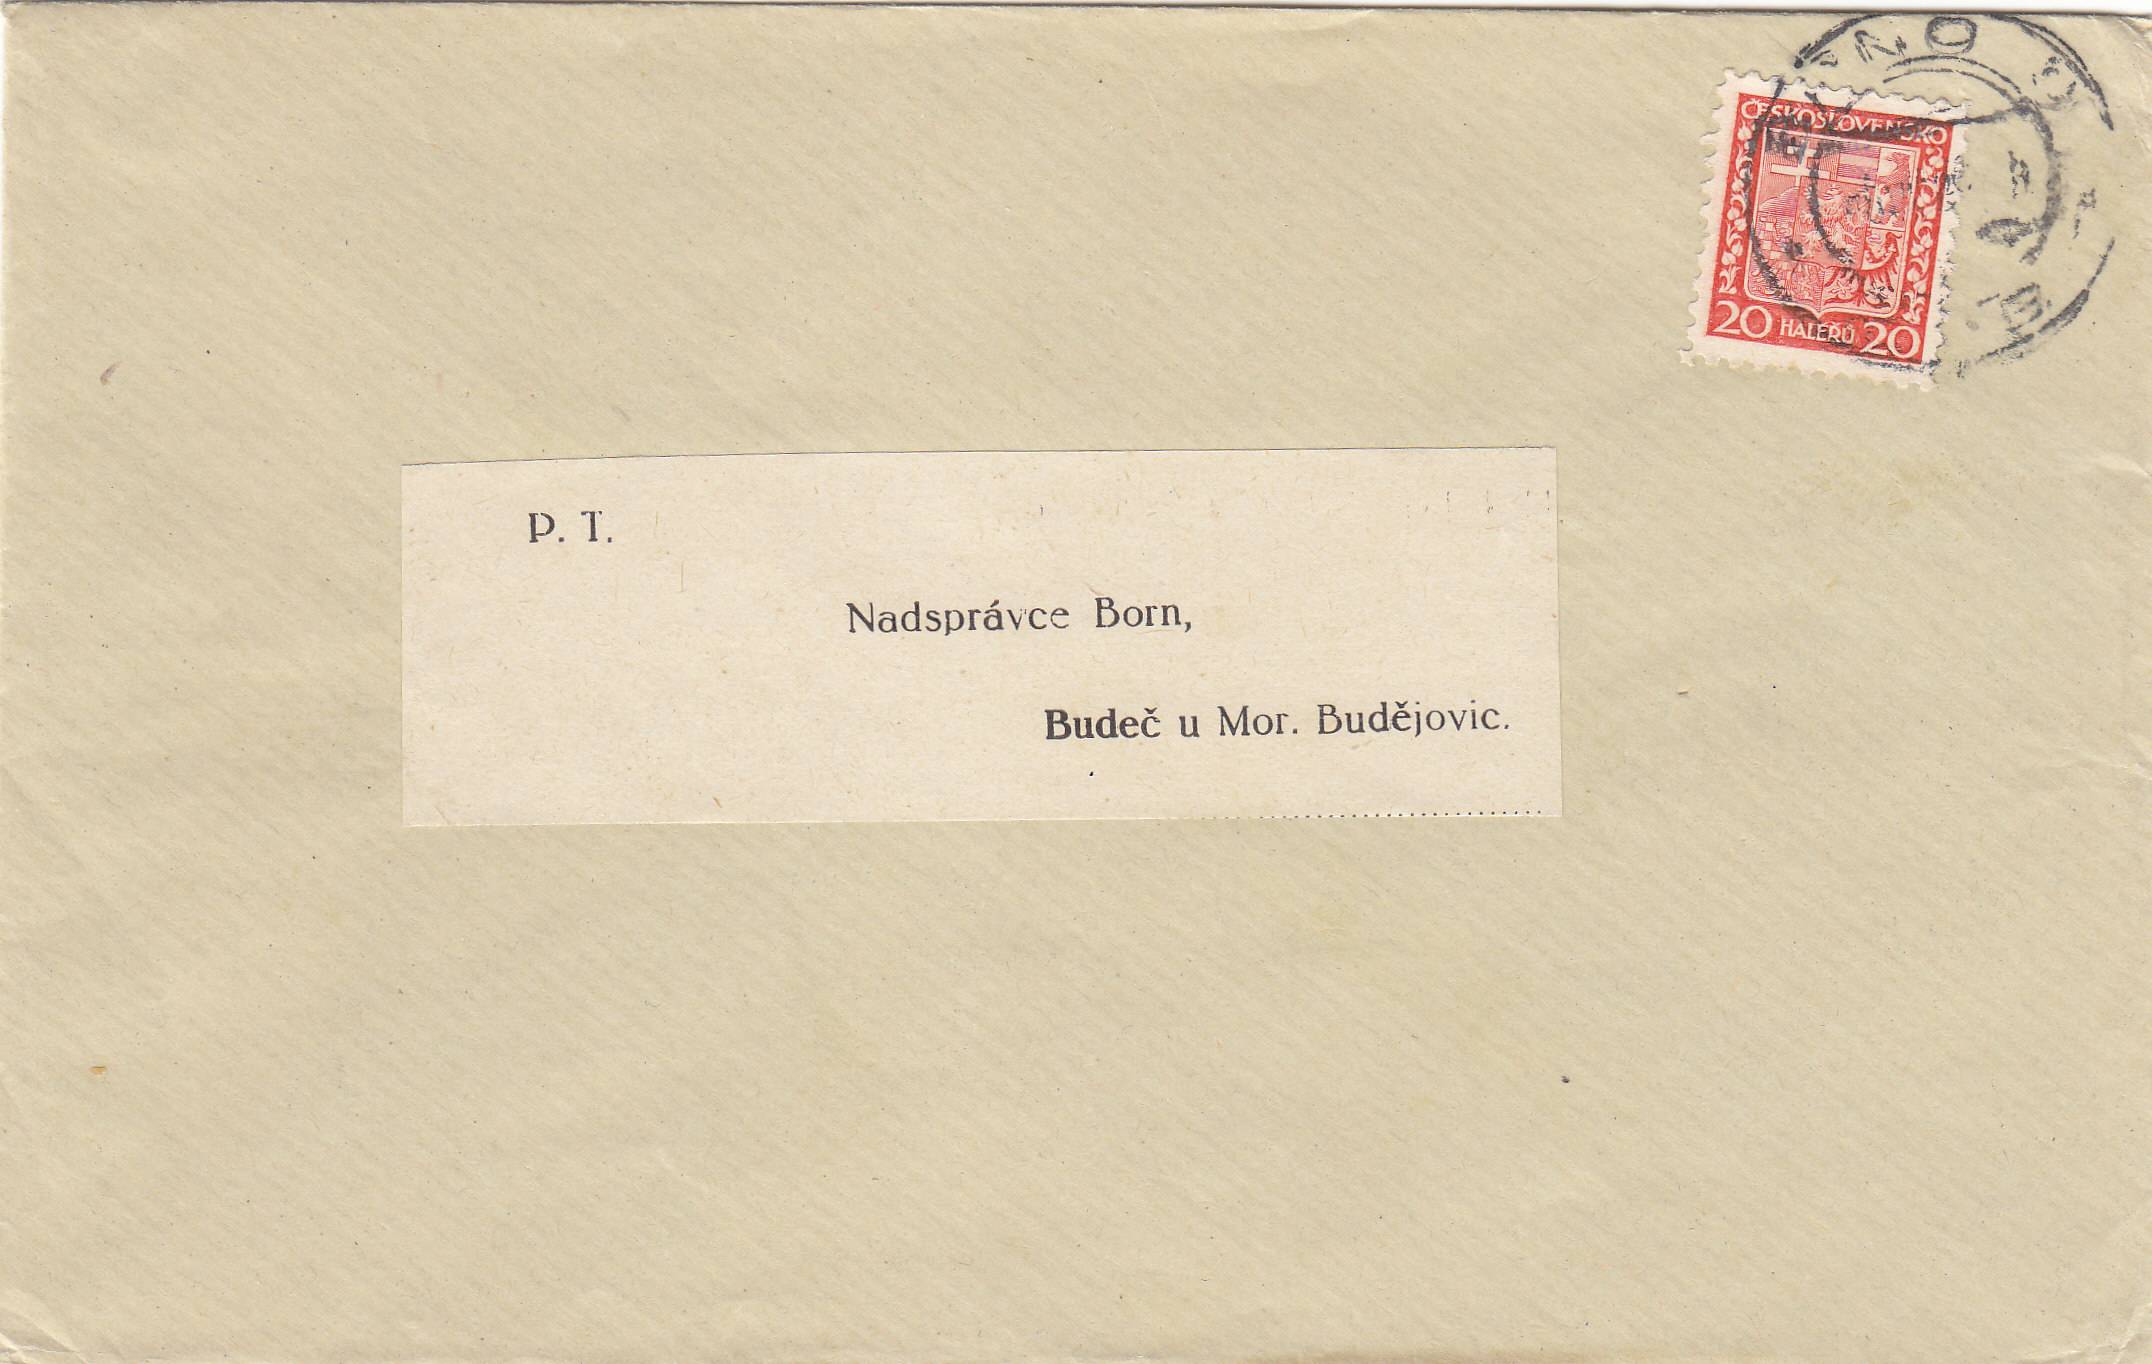 ČESKOSLOVENSKO
20 HALÉŘŮ 20
P. T.
Nadsprávce Born,
Budeč u Mor. Budějovic.